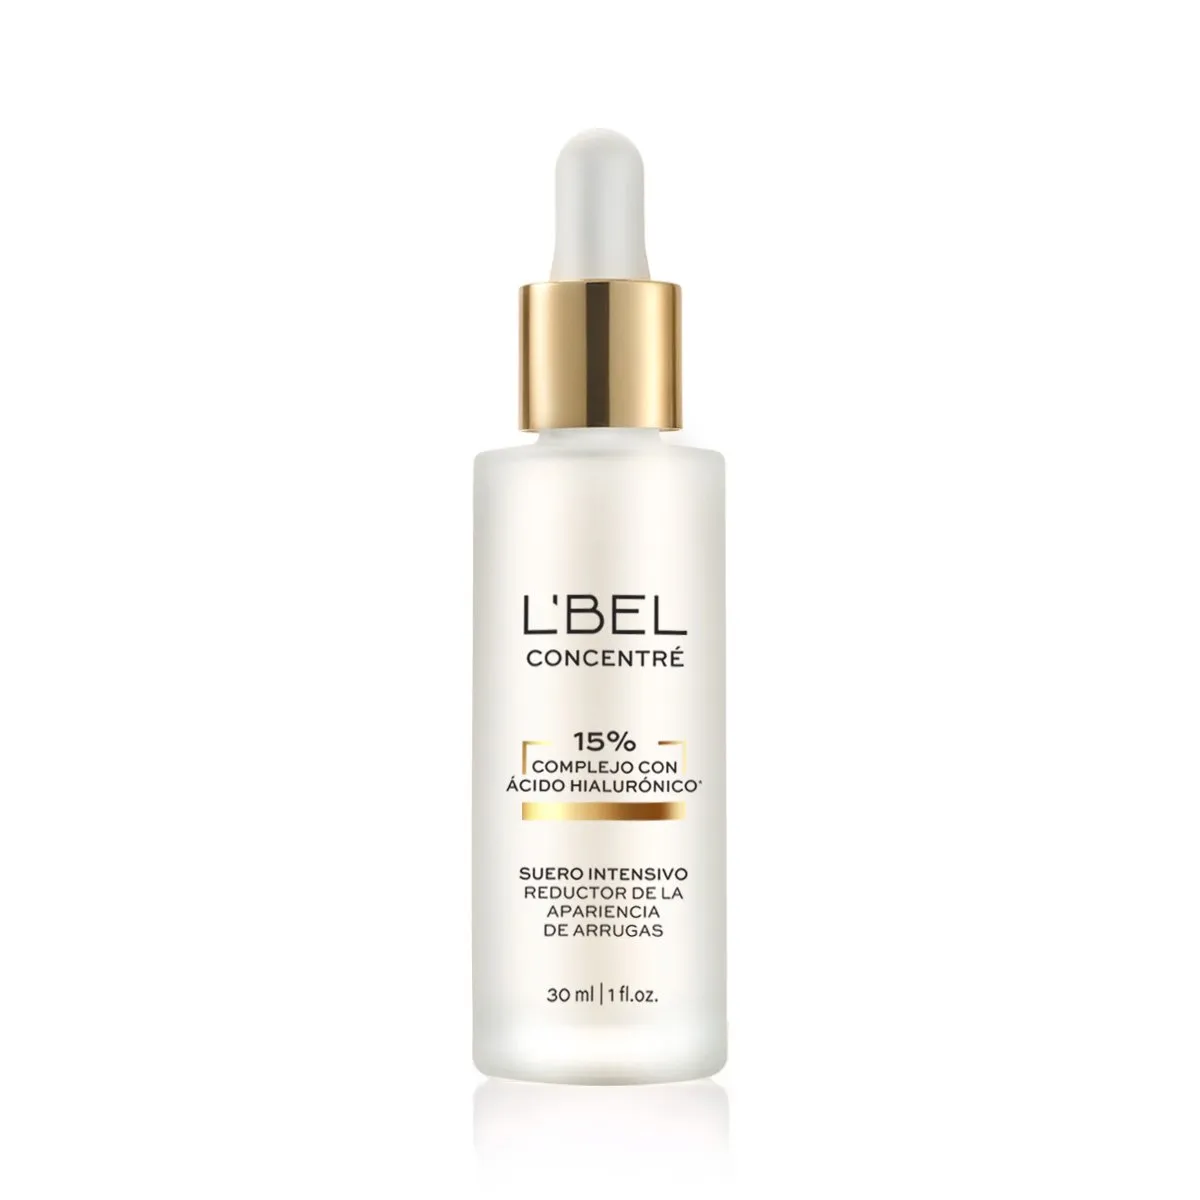 L'BEL
CONCENTRÉ
15%
COMPLEJO CON
ÁCIDO HIALURÓNICO*
SUERO INTENSIVO
REDUCTOR DE LA
APARIENCIA
DE ARRUGAS
30 ml | 1 fl.oz.